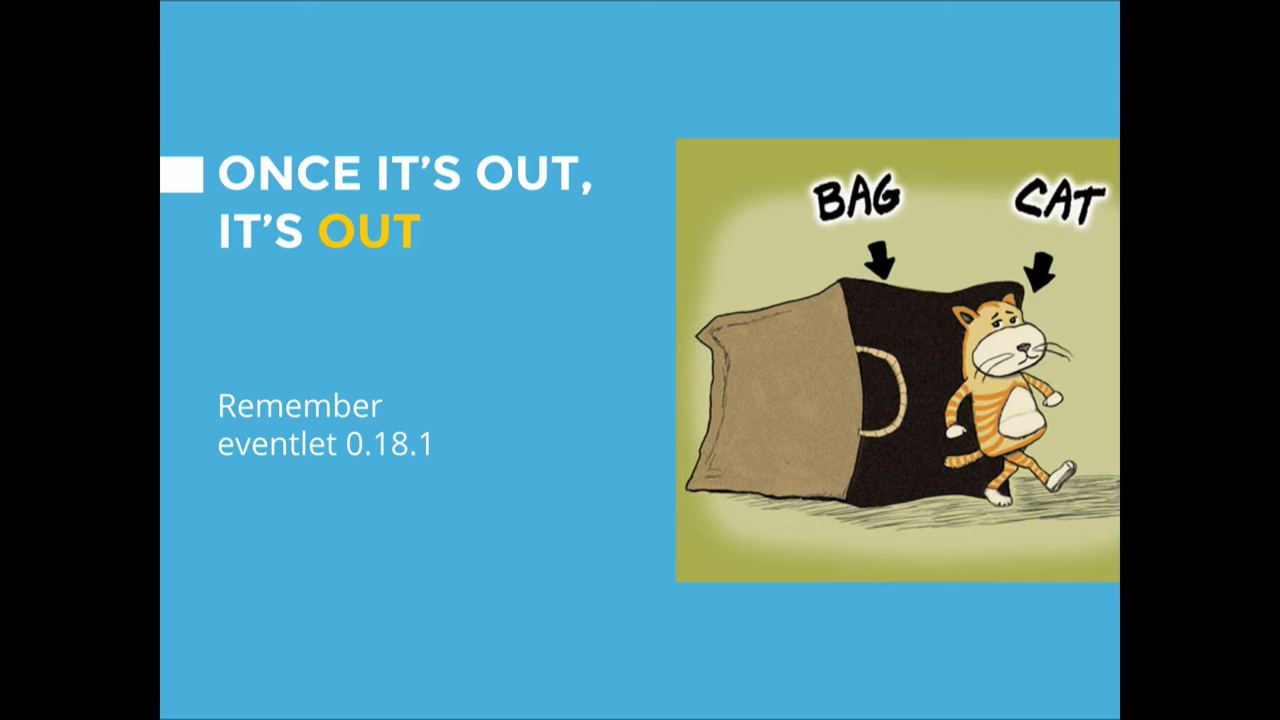 ONCE IT'S OUT,
IT'S OUT
Remember
eventlet 0.18.1
BAG
CAT